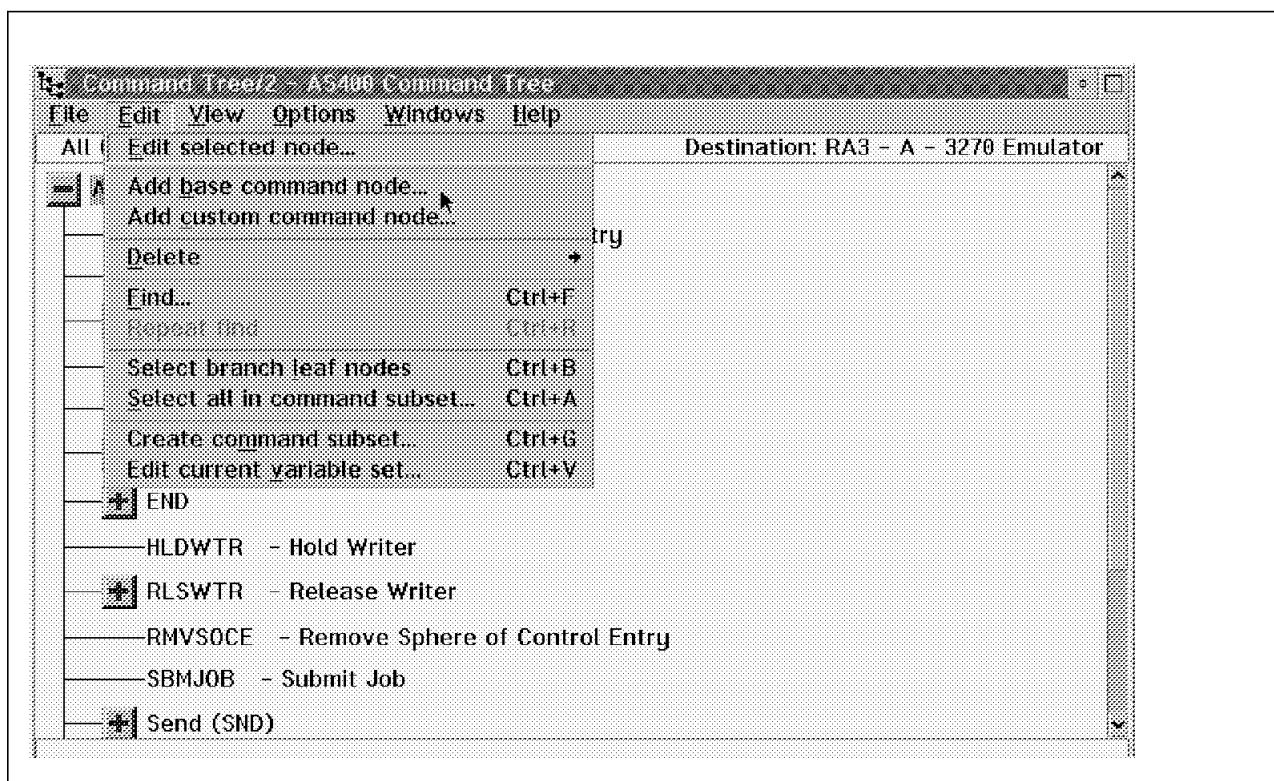 Command Tree/2 - AS400 Command Tree
File Edit View Options Windows Help
All Edit selected node... Destination: RA3 - A - 3270 Emulator
Add base command node...
Add custom command node...
try
Delete
Find... Ctrl+F
Repeat find Ctrl+R
Select branch leaf nodes Ctrl+B
Select all in command subset... Ctrl+A
Create command subset... Ctrl+G
Edit current variable set... Ctrl+V
END
HLDWTR - Hold Writer
RLSWTR - Release Writer
RMVSOCE - Remove Sphere of Control Entry
SBMJOB - Submit Job
Send (SND)